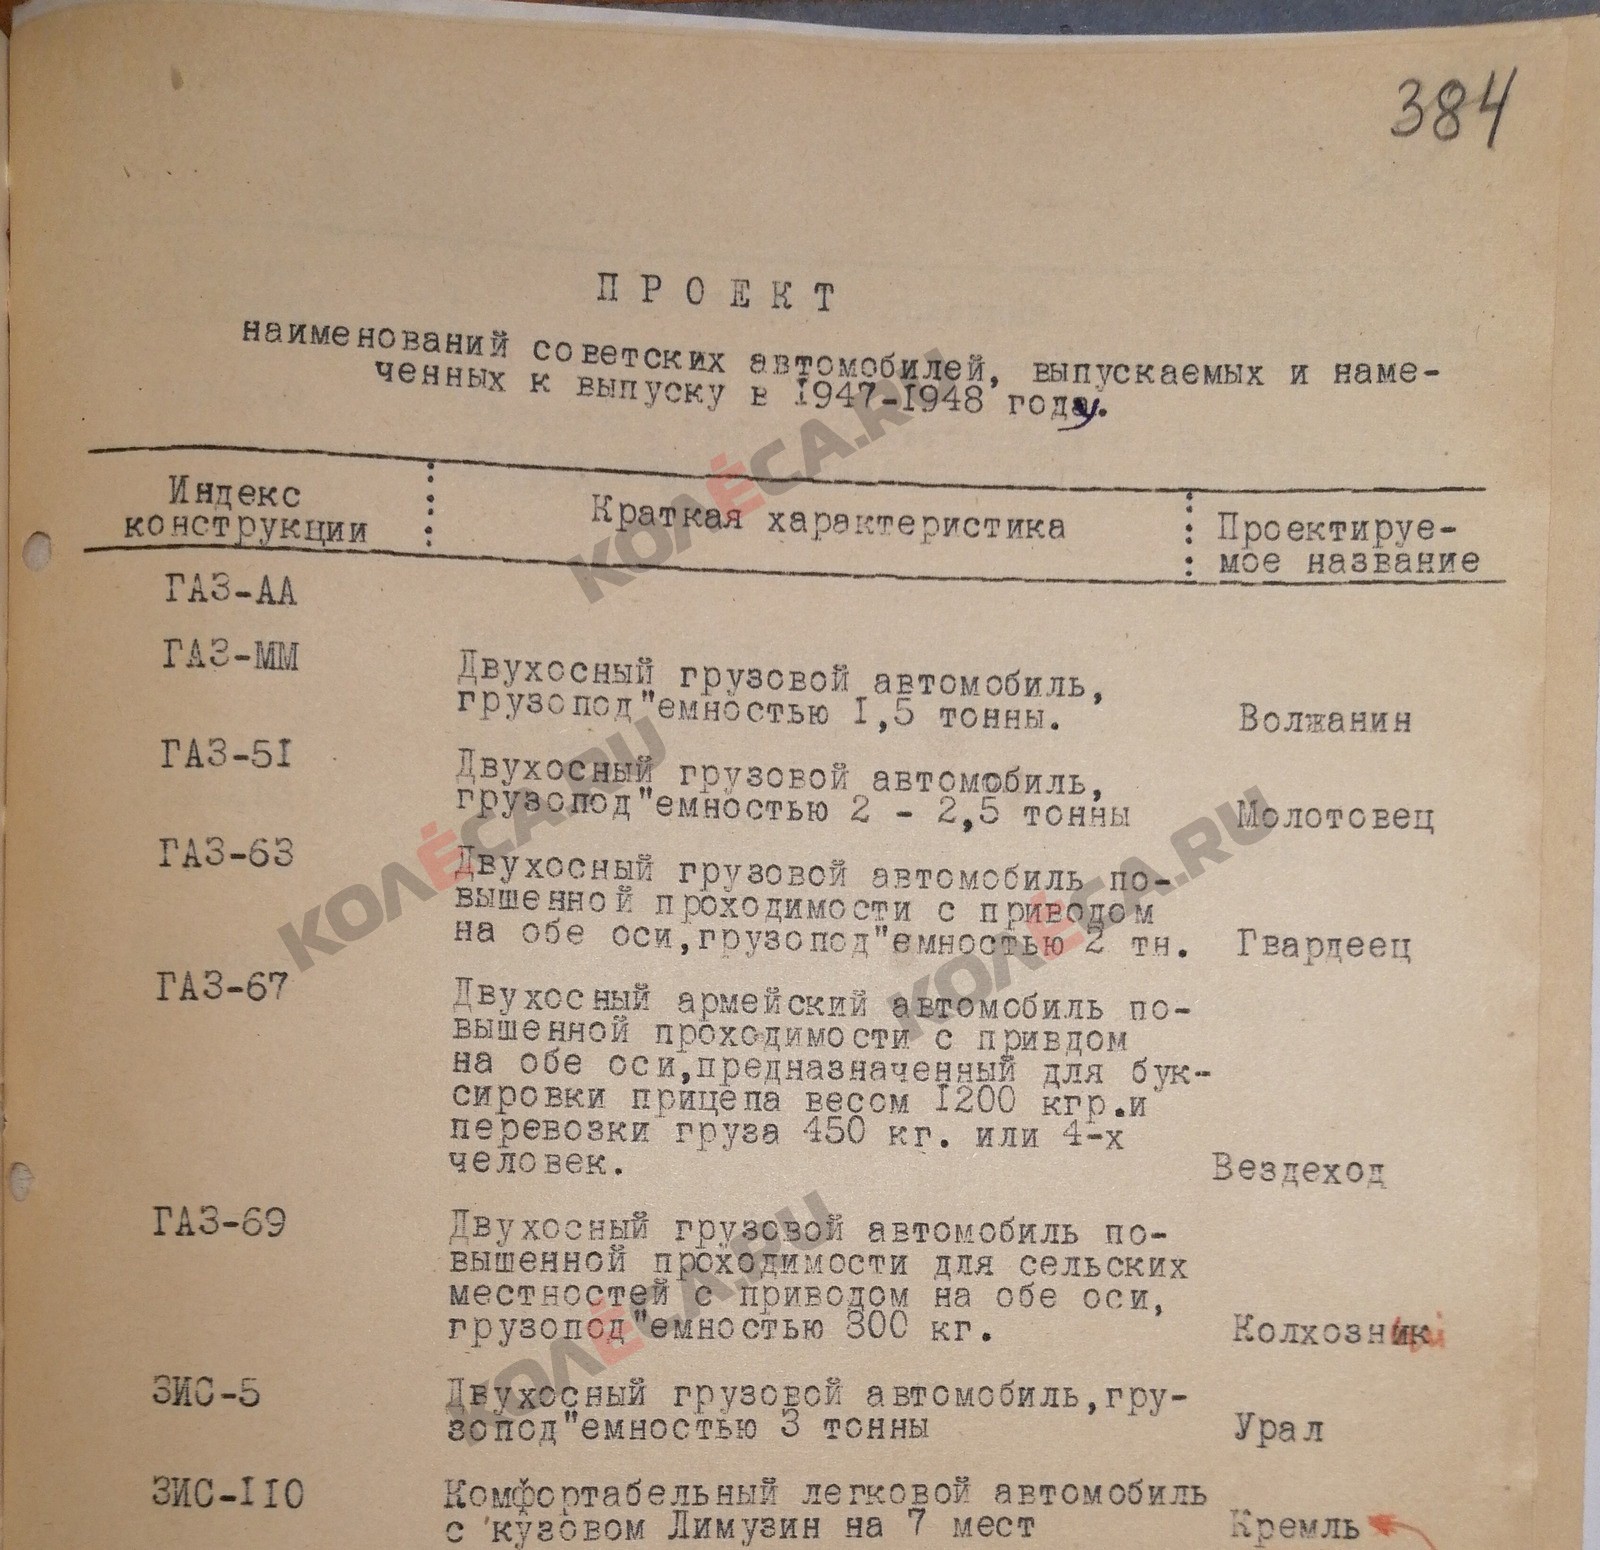 384
ПРОЕКТ
наименований советских автомобилей, выпускаемых и наме-
ченных к выпуску в 1947-1948 году.
Индекс конструкции
Краткая характеристика
Проектируе-
мое название
ГАЗ-АА
ГАЗ-ММ
Двухосный грузовой автомобиль,
грузопод"емностью 1,5 тонны. Волжанин
ГАЗ-51
Двухосный грузовой автомобиль,
грузопод"емностью 2 - 2,5 тонны Молотовец
ГАЗ-63
Двухосный грузовой автомобиль по-
вышенной проходимости с приводом
на обе оси,грузопод"емностью 2 тн. Гвардеец
ГАЗ-67
Двухосный армейский автомобиль по-
вышенной проходимости с привдом
на обе оси,предназначенный для бук-
сировки прицепа весом 1200 кгр.и
перевозки груза 450 кг. или 4-х
человек. Вездеход
ГАЗ-69
Двухосный грузовой автомобиль по-
вышенной проходимости для сельских
местностей с приводом на обе оси,
грузопод"емностью 800 кг. Колхозник
ЗИС-5
Двухосный грузовой автомобиль,гру-
зопод"емностью 3 тонны Урал
ЗИС-110
Комфортабельный легковой автомобиль
с кузовом Лимузин на 7 мест Кремль
КОЛЁСА.RU
КОЛЁСА.RU
КОЛЁСА.RU
КОЛЁСА.RU